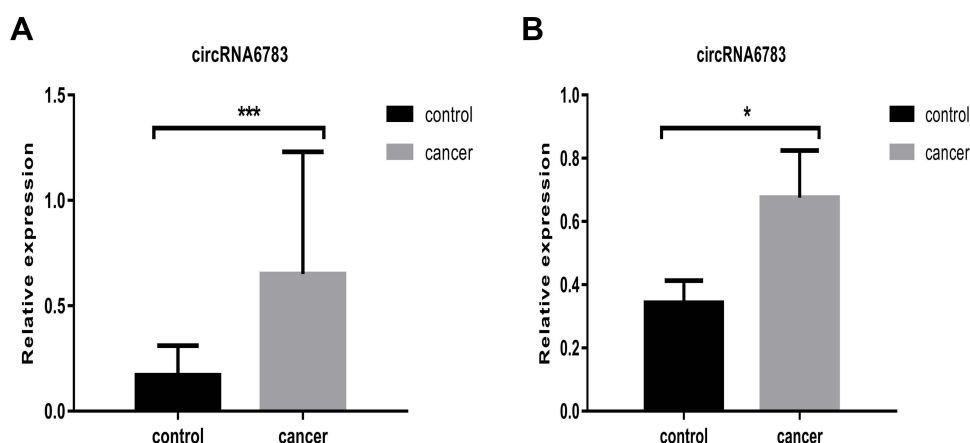 A
circRNA6783
Relative expression
1.5
1.0
0.5
0.0
***
control
cancer
control
cancer
B
circRNA6783
Relative expression
1.0
0.8
0.6
0.4
0.2
0.0
*
control
cancer
control
cancer